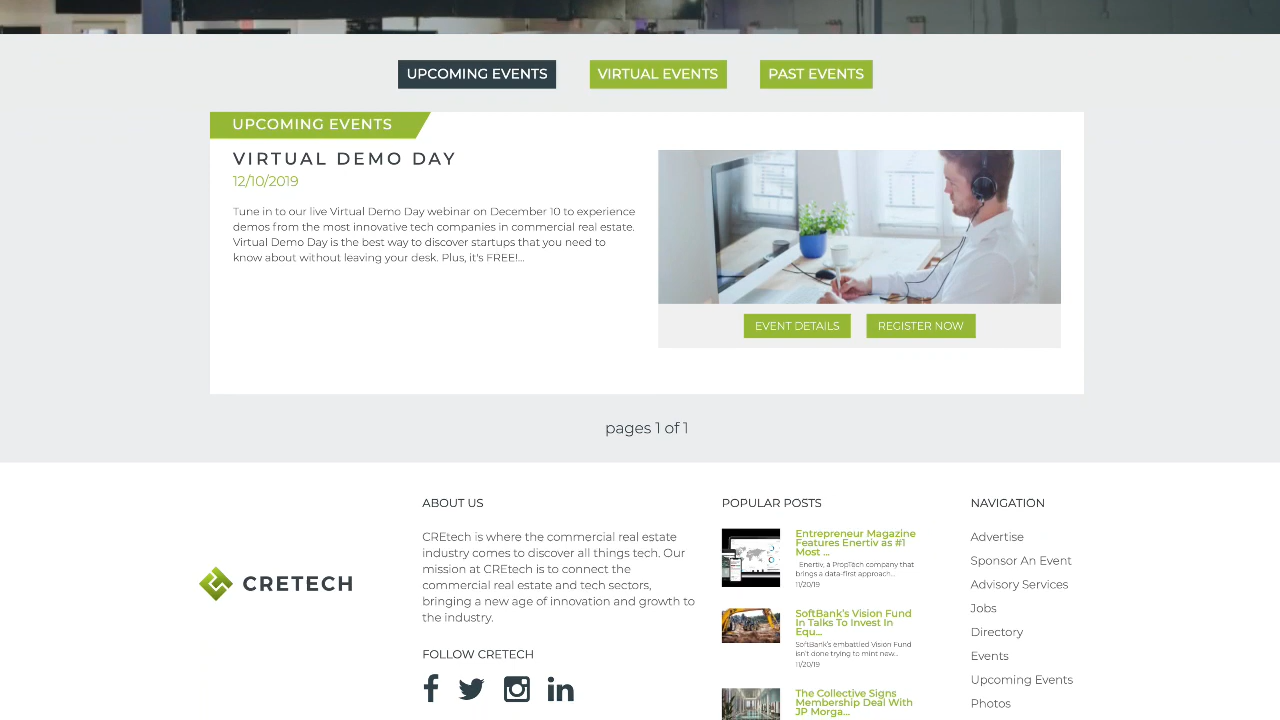 UPCOMING EVENTS
VIRTUAL EVENTS
PAST EVENTS
UPCOMING EVENTS
VIRTUAL DEMO DAY
12/10/2019
Tune in to our live Virtual Demo Day webinar on December 10 to experience
demos from the most innovative tech companies in commercial real estate.
Virtual Demo Day is the best way to discover startups that you need to
know about without leaving your desk. Plus, it's FREE!...
EVENT DETAILS
REGISTER NOW
pages 1 of 1
CRETECH
ABOUT US
CREtech is where the commercial real estate
industry comes to discover all things tech. Our
mission at CREtech is to connect the
commercial real estate and tech sectors,
bringing a new age of innovation and growth to
the industry.
FOLLOW CRETECH
POPULAR POSTS
Entrepreneur Magazine
Features Enertiv as #1
Most ...
Enertiv, a PropTech company that
brings a data-first approach...
11/20/19
SoftBank's Vision Fund
In Talks To Invest In
Equ...
SoftBank's embattled Vision Fund
isn't done trying to mint new...
11/20/19
The Collective Signs
Membership Deal With
JP Morga...
NAVIGATION
Advertise
Sponsor An Event
Advisory Services
Jobs
Directory
Events
Upcoming Events
Photos